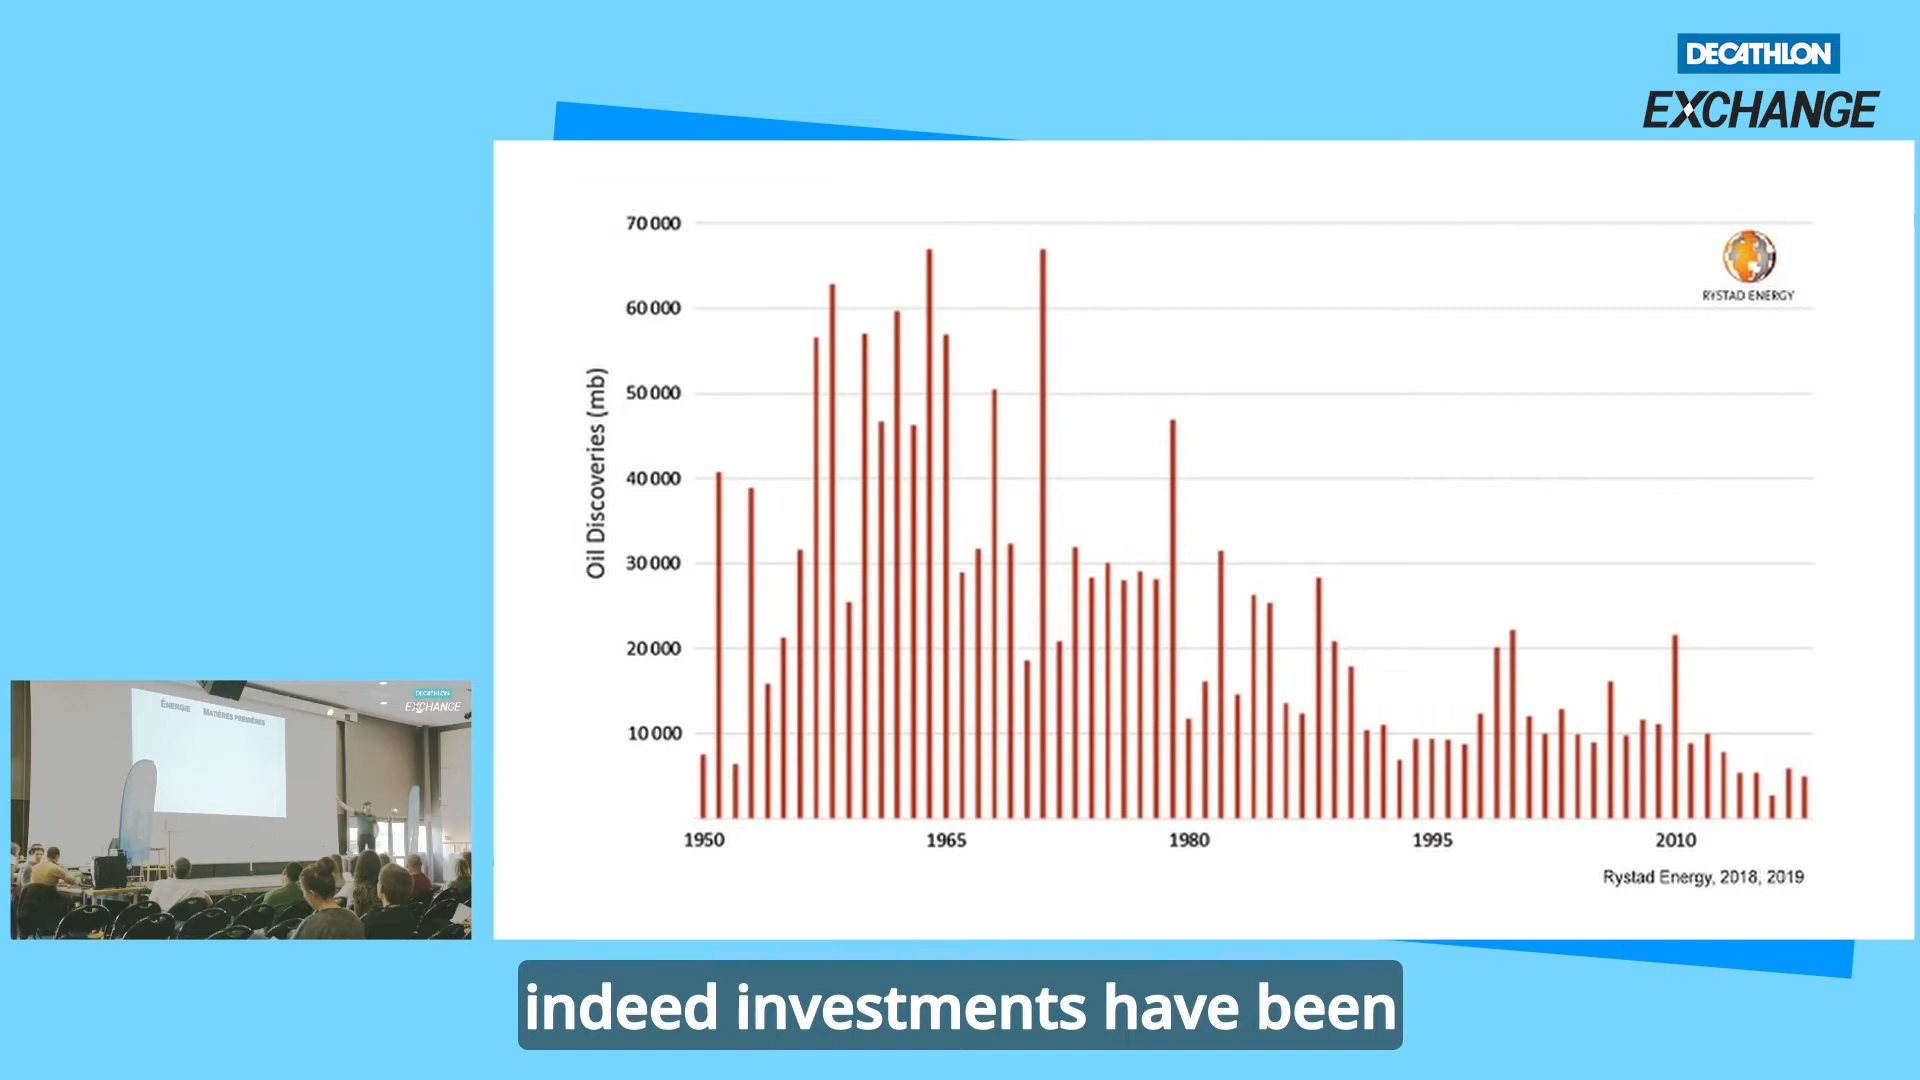 DECATHLON
EXCHANGE
70 000
60 000
50 000
40 000
30 000
20 000
10 000
Oil Discoveries (mb)
RYSTAD ENERGY
1950 1965 1980 1995 2010
Rystad Energy, 2018, 2019
ÉNERGIE MATIÈRES PREMIÈRES
DECATHLON
EXCHANGE
indeed investments have been